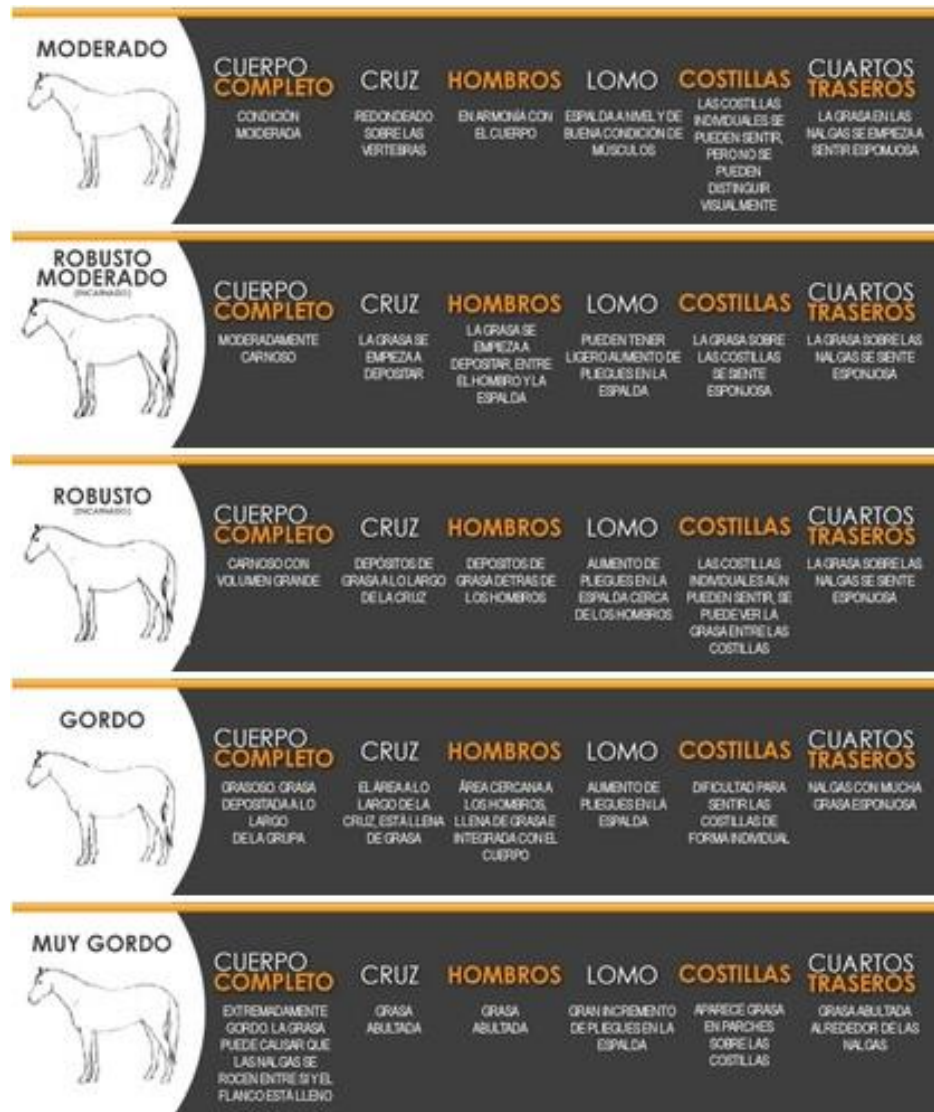 MODERADO
CUERPO
COMPLETO
CONDICIÓN
MOIDERADA
CRUZ
REDONDEADO
SOBRE LAS
VERTEBRAS
HOMBROS
EN ARMONÍA CON
EL CUERPO
LOMO
ESPALDA A NIVEL Y DE
BUENA CONDICIÓN DE
MÚSCULOS
COSTILLAS
LAS COSTILLAS
INDIVIDUALES SE
PUEDEN SENTIR,
PERO NO SE
PUEDEN
DISTINGUIR
VISUALMENTE
CUARTOS
TRASEROS
LA GRASA EN LAS
NALGAS SE EMPIEZA A
SENTIR ESPONJOSA
ROBUSTO
MODERADO
(ENCARNADO)
CUERPO
COMPLETO
MODERADAMENTE
CARNOSO
CRUZ
LA GRASA SE
EMPIEZA A
DEPOSITAR
HOMBROS
LA GRASA SE
EMPIEZA A
DEPOSITAR, ENTRE
EL HOMBRO Y LA
ESPALDA
LOMO
PUEDEN TENER
LIGERO AUMENTO DE
PLIEGUES EN LA
ESPALDA
COSTILLAS
LA GRASA SOBRE
LAS COSTILLAS
SE SIENTE
ESPONJOSA
CUARTOS
TRASEROS
LA GRASA SOBRE LAS
NALGAS SE SIENTE
ESPONJOSA
ROBUSTO
(ENCARNADO)
CUERPO
COMPLETO
CARNOSO CON
VOLUMEN GRANDE
CRUZ
DEPÓSITOS DE
GRASA A LO LARGO
DE LA CRUZ
HOMBROS
DEPOSITOS DE
GRASA DETRAS DE
LOS HOMBROS
LOMO
AUMENTO DE
PLIEGUES EN LA
ESPALDA CERCA
DE LOS HOMBROS
COSTILLAS
LAS COSTILLAS
INDIVIDUALES AÚN
PUEDEN SENTIR, SE
PUEDE VER LA
GRASA ENTRE LAS
COSTILLAS
CUARTOS
TRASEROS
LA GRASA SOBRE LAS
NALGAS SE SIENTE
ESPONJOSA
GORDO
CUERPO
COMPLETO
GRASOSO. GRASA
DEPOSITADA A LO
LARGO
DE LA GRUPA
CRUZ
EL ÁREA A LO
LARGO DE LA
CRUZ, ESTÁ LLENA
DE GRASA
HOMBROS
ÁREA CERCANA A
LOS HOMBROS,
LLENA DE GRASA E
INTEGRADA CON EL
CUERPO
LOMO
AUMENTO DE
PLIEGUES EN LA
ESPALDA
COSTILLAS
DIFICULTAD PARA
SENTIR LAS
COSTILLAS DE
FORMA INDIVIDUAL
CUARTOS
TRASEROS
NALGAS CON MUCHA
GRASA ESPONJOSA
MUY GORDO
CUERPO
COMPLETO
EXTREMADAMENTE
GORDO. LA GRASA
PUEDE CAUSAR QUE
LAS NALGAS SE
ROCEN ENTRE SI Y EL
FLANCO ESTÁ LLENO
CRUZ
GRASA
ABULTADA
HOMBROS
GRASA
ABULTADA
LOMO
GRAN INCREMENTO
DE PLIEGUES EN LA
ESPALDA
COSTILLAS
APARECE GRASA
EN PARCHES
SOBRE LAS
COSTILLAS
CUARTOS
TRASEROS
GRASA ABULTADA
ALREDEDOR DE LAS
NALGAS